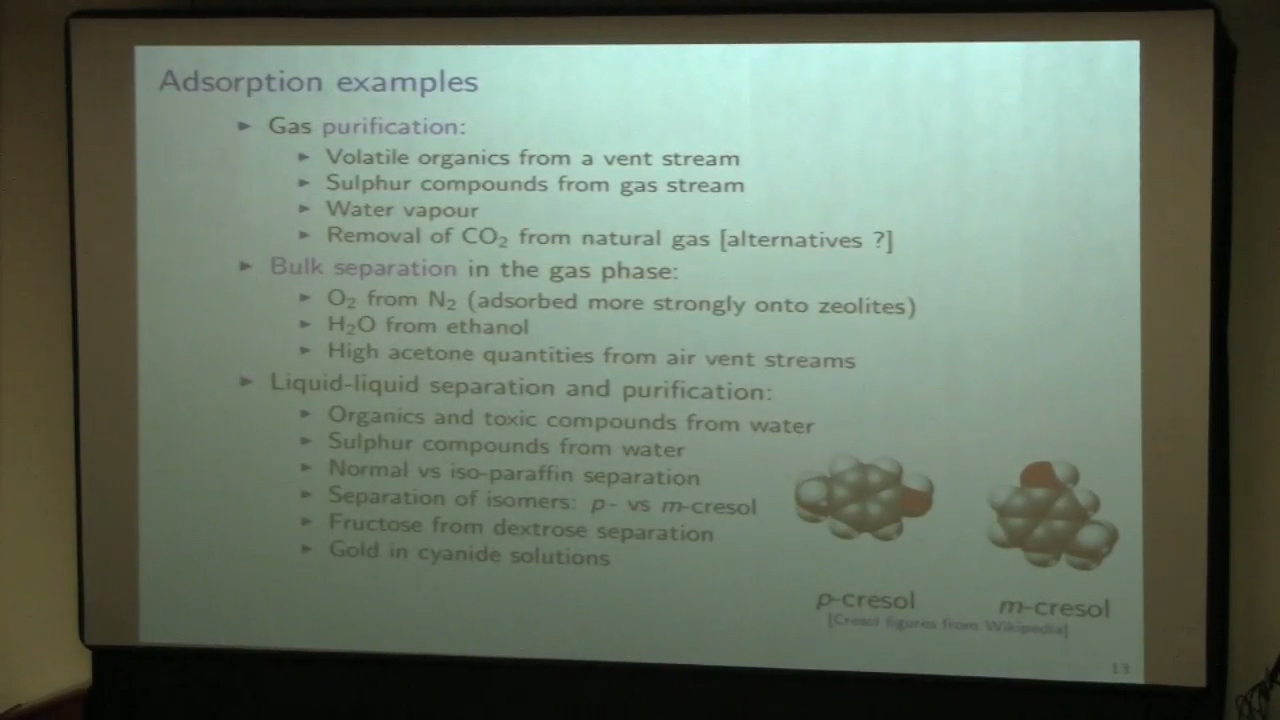 Adsorption examples
► Gas purification:
► Volatile organics from a vent stream
► Sulphur compounds from gas stream
► Water vapour
► Removal of CO₂ from natural gas [alternatives ?]
► Bulk separation in the gas phase:
► O₂ from N₂ (adsorbed more strongly onto zeolites)
► H₂O from ethanol
► High acetone quantities from air vent streams
► Liquid-liquid separation and purification:
► Organics and toxic compounds from water
► Sulphur compounds from water
► Normal vs iso-paraffin separation
► Separation of isomers: p- vs m-cresol
► Fructose from dextrose separation
► Gold in cyanide solutions
p-cresol m-cresol
[Cresol figures from Wikipedia]
13